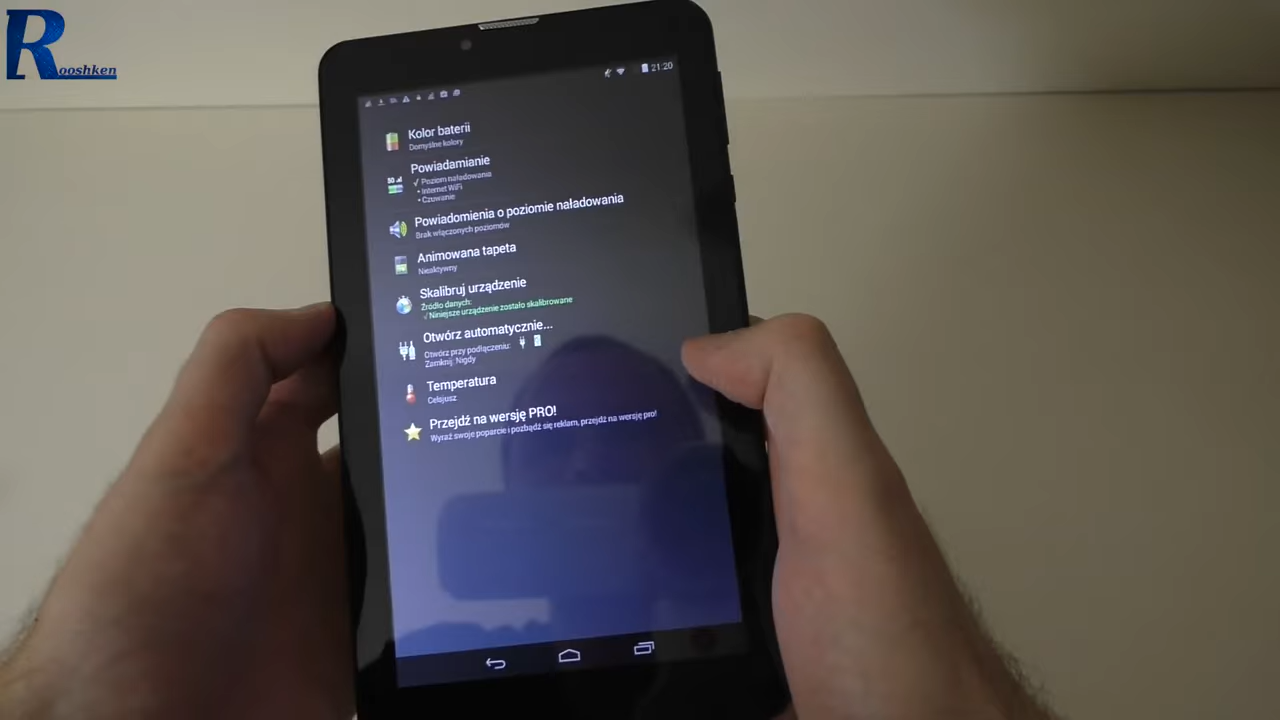 Rooshken
21:20
Kolor baterii
Domyślne kolory
Powiadamianie
√ Poziom naładowania
• Internet WiFi
• Czuwanie
Powiadomienia o poziomie naładowania
Brak włączonych poziomów
Animowana tapeta
Nieaktywny
Skalibruj urządzenie
Źródło danych:
√ Niniejsze urządzenie zostało skalibrowane
Otwórz automatycznie...
Otwórz przy podłączeniu:
Zamknij: Nigdy
Temperatura
Celsjusz
Przejdź na wersję PRO!
Wyraź swoje poparcie i pozbądź się reklam, przejdź na wersję pro!